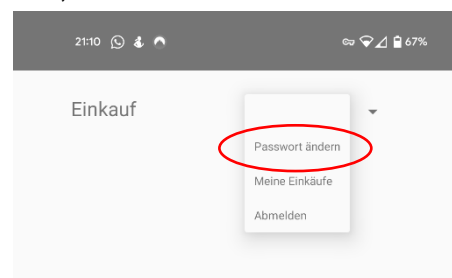 21:10 67%
Einkauf
Passwort ändern
Meine Einkäufe
Abmelden